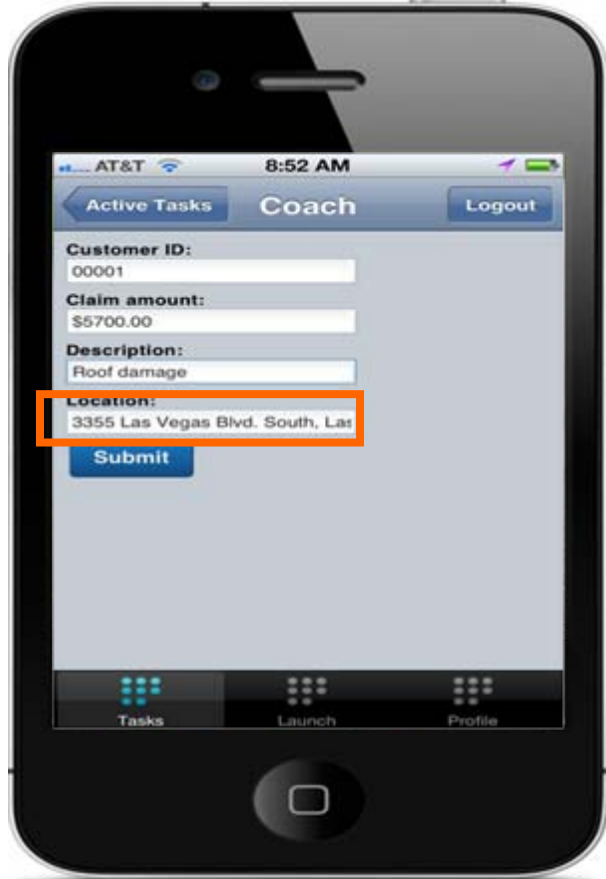 AT&T 8:52 AM
Active Tasks Coach Logout
Customer ID:
00001
Claim amount:
$5700.00
Description:
Roof damage
Location:
3355 Las Vegas Blvd. South, Las
Submit
Tasks Launch Profile